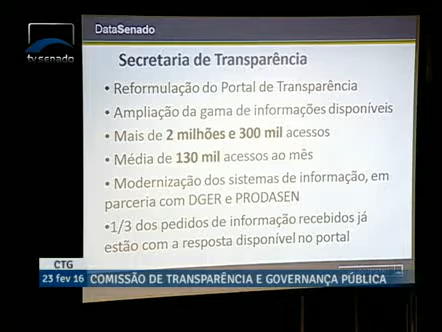 DataSenado
tv senado
Secretaria de Transparência
• Reformulação do Portal de Transparência
• Ampliação da gama de informações disponíveis
• Mais de 2 milhões e 300 mil acessos
• Média de 130 mil acessos ao mês
• Modernização dos sistemas de informação, em
parceria com DGER e PRODASEN
•1/3 dos pedidos de informação recebidos já
estão com a resposta disponível no portal
CTG
23 fev 16 COMISSÃO DE TRANSPARÊNCIA E GOVERNANÇA PÚBLICA